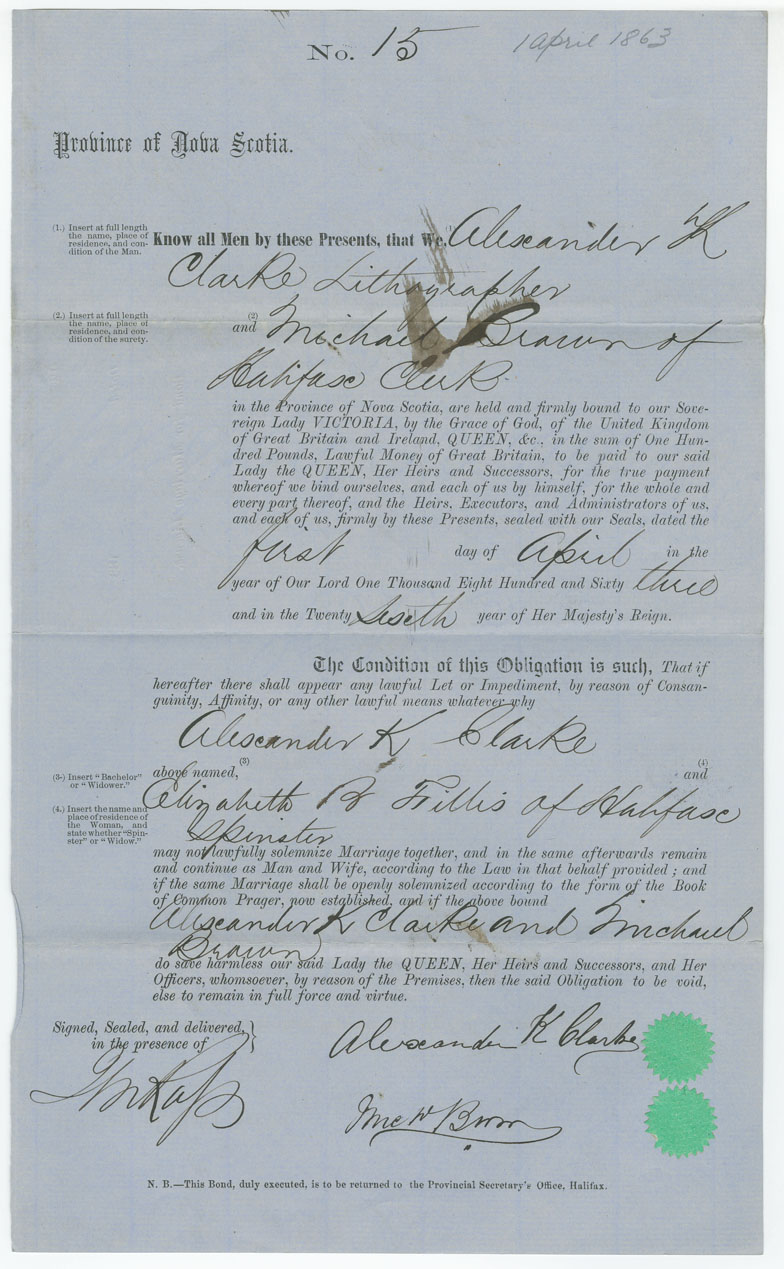 No. 15
1 April 1863
Province of Nova Scotia.
(1.) Insert at full length
the name, place of
residence, and con-
dition of the Man.
Know all Men by these Presents, that We, (1) Alexander K
Clarke Lithographer
(2.) Insert at full length
the name, place of
residence, and con-
dition of the surety.
(2)
and Michael Brown of
Halifax Clerk
in the Province of Nova Scotia, are held and firmly bound to our Sove-
reign Lady VICTORIA, by the Grace of God, of the United Kingdom
of Great Britain and Ireland, QUEEN, &c., in the sum of One Hun-
dred Pounds, Lawful Money of Great Britain, to be paid to our said
Lady the QUEEN, Her Heirs and Successors, for the true payment
whereof we bind ourselves, and each of us by himself, for the whole and
every part thereof, and the Heirs, Executors, and Administrators of us,
and each of us, firmly by these Presents, sealed with our Seals, dated the
first day of April in the
year of Our Lord One Thousand Eight Hundred and Sixty three
and in the Twenty Sixth year of Her Majesty's Reign.
The Condition of this Obligation is such, That if
hereafter there shall appear any lawful Let or Impediment, by reason of Consan-
guinity, Affinity, or any other lawful means whatever why
Alexander K Clarke
(3.) Insert "Bachelor"
or "Widower."
above named, (3) (4) and
(4.) Insert the name and
place of residence of
the Woman, and
state whether "Spin-
ster" or "Widow."
Elizabeth B Fillis of Halifax
Spinster
may not lawfully solemnize Marriage together, and in the same afterwards remain
and continue as Man and Wife, according to the Law in that behalf provided; and
if the same Marriage shall be openly solemnized according to the form of the Book
of Common Prager, now established, and if the above bound
Alexander K Clarke and Michael
Brown
do save harmless our said Lady the QUEEN, Her Heirs and Successors, and Her
Officers, whomsoever, by reason of the Premises, then the said Obligation to be void,
else to remain in full force and virtue.
Signed, Sealed, and delivered,
in the presence of
Alexander K Clarke
Brown
N. B.—This Bond, duly executed, is to be returned to the Provincial Secretary's Office, Halifax.